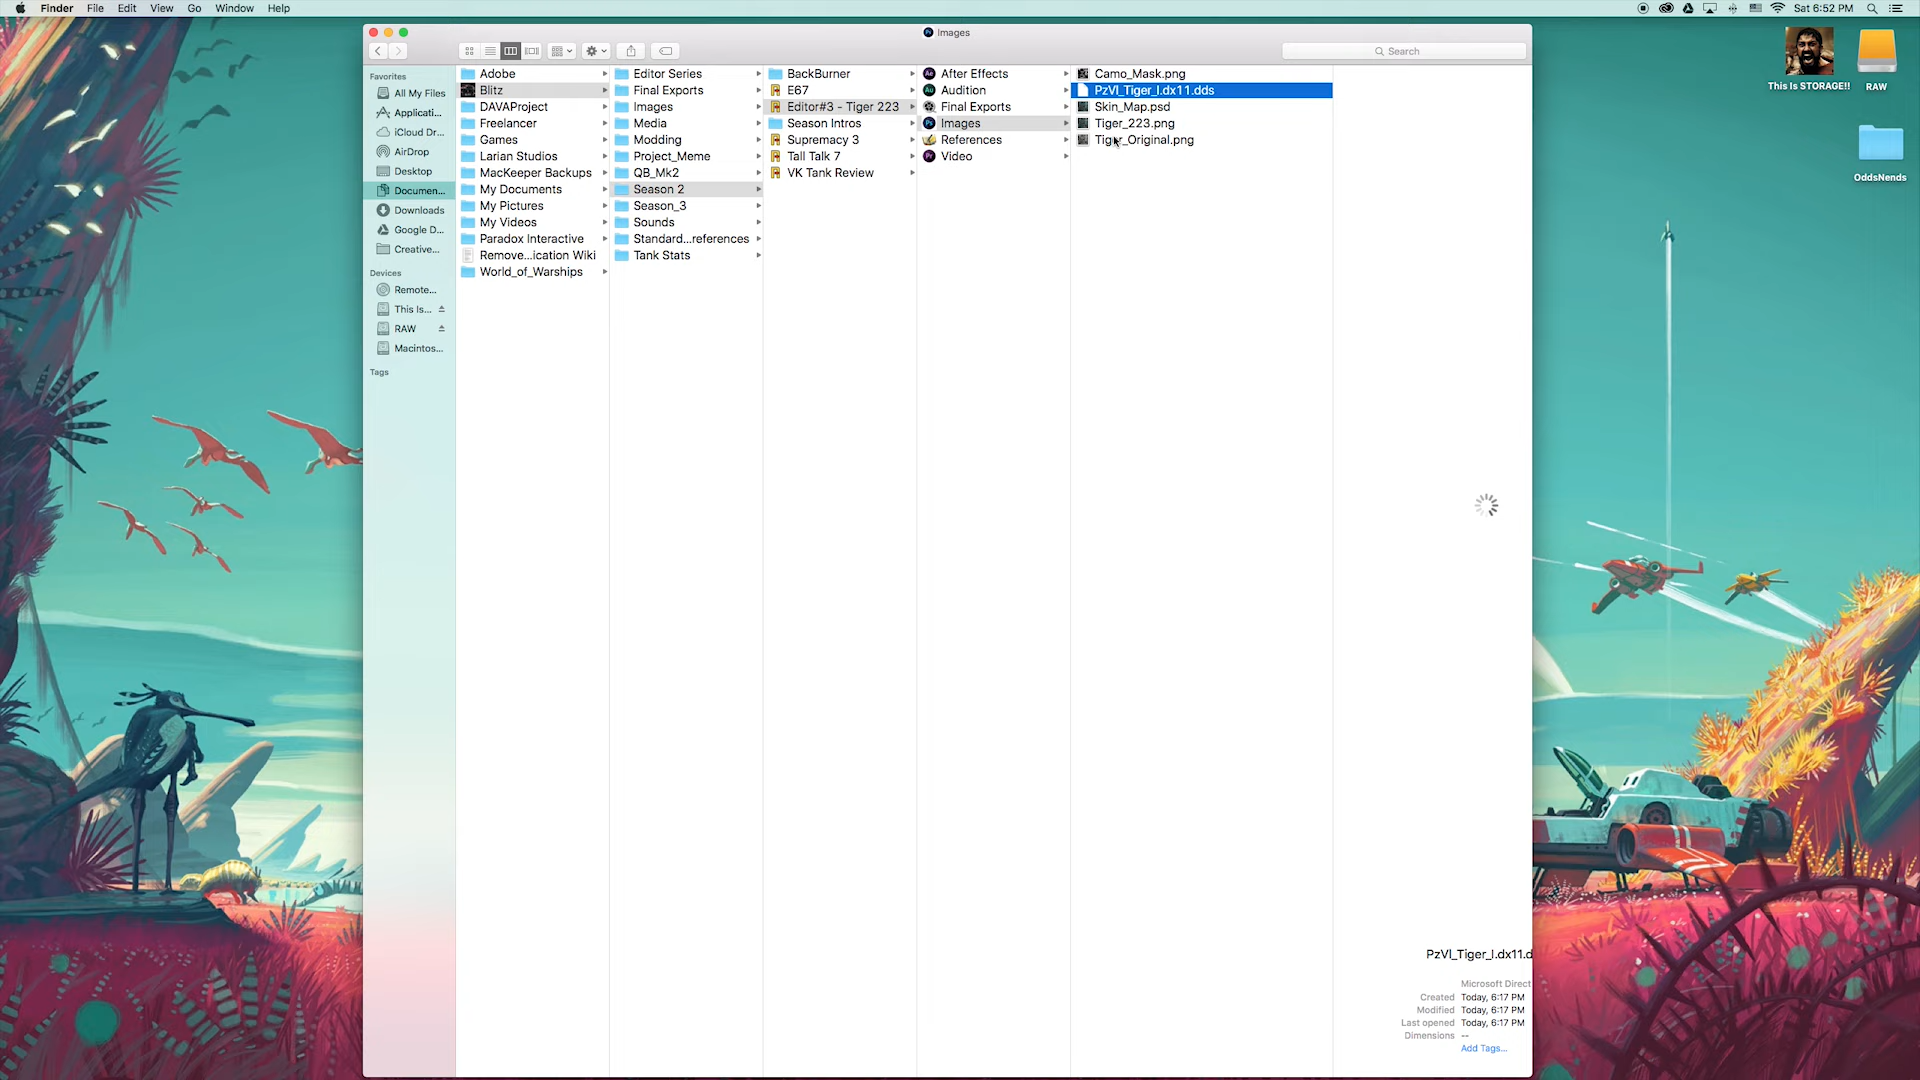 Finder File Edit View Go Window Help
Sat 6:52 PM
Images
Search
Favorites
All My Files
Applicati...
iCloud Dr...
AirDrop
Desktop
Documen...
Downloads
Google D...
Creative...
Devices
Remote...
This Is...
RAW
Macintos...
Tags
Adobe
Blitz
DAVAProject
Freelancer
Games
Larian Studios
MacKeeper Backups
My Documents
My Pictures
My Videos
Paradox Interactive
Remove...ication Wiki
World_of_Warships
Editor Series
Final Exports
Images
Media
Modding
Project_Meme
QB_Mk2
Season 2
Season_3
Sounds
Standard...references
Tank Stats
BackBurner
E67
Editor#3 - Tiger 223
Season Intros
Supremacy 3
Tall Talk 7
VK Tank Review
After Effects
Audition
Final Exports
Images
References
Video
Camo_Mask.png
PzVI_Tiger_I.dx11.dds
Skin_Map.psd
Tiger_223.png
Tiger_Original.png
PzVI_Tiger_I.dx11.d
Microsoft Direct
Created Today, 6:17 PM
Modified Today, 6:17 PM
Last opened Today, 6:17 PM
Dimensions --
Add Tags...
This Is STORAGE!!
RAW
OddsNends